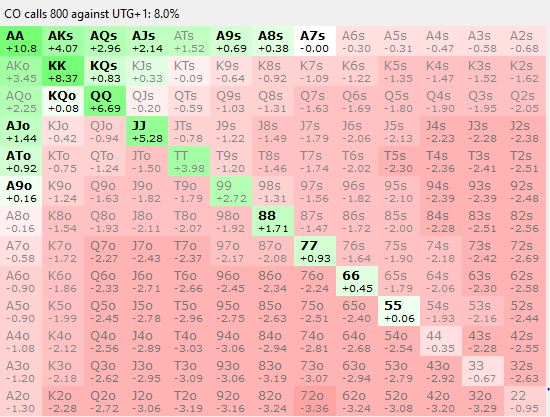 CO calls 800 against UTG+1: 8.0%
AA AKs AQs AJs ATs A9s A8s A7s A6s A5s A4s A3s A2s
+10.8 +4.07 +2.96 +2.14 +1.52 +0.69 +0.38 -0.00 -0.30 -0.31 -0.47 -0.58 -0.68
AKo KK KQs KJs KTs K9s K8s K7s K6s K5s K4s K3s K2s
+3.45 +8.37 +0.83 +0.33 -0.09 -0.64 -0.92 -1.09 -1.22 -1.35 -1.47 -1.52 -1.62
AQo KQo QQ QJs QTs Q9s Q8s Q7s Q6s Q5s Q4s Q3s Q2s
+2.25 +0.08 +6.69 -0.20 -0.59 -1.03 -1.31 -1.63 -1.69 -1.80 -1.90 -1.95 -2.05
AJo KJo QJo JJ JTs J9s J8s J7s J6s J5s J4s J3s J2s
+1.44 -0.42 -0.94 +5.28 -0.78 -1.22 -1.49 -1.79 -2.06 -2.13 -2.23 -2.28 -2.38
ATo KTo QTo JTo TT T9s T8s T7s T6s T5s T4s T3s T2s
+0.92 -0.75 -1.24 -1.50 +3.98 -1.20 -1.46 -1.74 -2.02 -2.30 -2.36 -2.41 -2.51
A9o K9o Q9o J9o T9o 99 98s 97s 96s 95s 94s 93s 92s
+0.16 -1.24 -1.63 -1.82 -1.79 +2.72 -1.31 -1.56 -1.82 -2.10 -2.39 -2.39 -2.48
A8o K8o Q8o J8o T8o 98o 88 87s 86s 85s 84s 83s 82s
-0.16 -1.54 -1.93 -2.11 -2.07 -1.92 +1.71 -1.47 -1.72 -2.00 -2.28 -2.51 -2.56
A7o K7o Q7o J7o T7o 97o 87o 77 76s 75s 74s 73s 72s
-0.58 -1.72 -2.27 -2.43 -2.37 -2.17 -2.08 +0.93 -1.64 -1.90 -2.18 -2.42 -2.69
A6o K6o Q6o J6o T6o 96o 86o 76o 66 65s 64s 63s 62s
-0.90 -1.86 -2.33 -2.71 -2.66 -2.45 -2.34 -2.24 +0.45 -1.79 -2.06 -2.30 -2.58
A5o K5o Q5o J5o T5o 95o 85o 75o 65o 55 54s 53s 52s
-0.90 -1.99 -2.45 -2.78 -2.96 -2.75 -2.63 -2.51 -2.40 +0.06 -1.93 -2.16 -2.44
A4o K4o Q4o J4o T4o 94o 84o 74o 64o 54o 44 43s 42s
-1.08 -2.12 -2.56 -2.89 -3.03 -3.06 -2.94 -2.81 -2.68 -2.54 -0.35 -2.28 -2.55
A3o K3o Q3o J3o T3o 93o 83o 73o 63o 53o 43o 33 32s
-1.20 -2.18 -2.62 -2.95 -3.09 -3.06 -3.19 -3.07 -2.94 -2.79 -2.92 -0.67 -2.63
A2o K2o Q2o J2o T2o 92o 82o 72o 62o 52o 42o 32o 22
-1.30 -2.28 -2.72 -3.06 -3.19 -3.16 -3.24 -3.36 -3.24 -3.08 -3.20 -3.28 -0.95